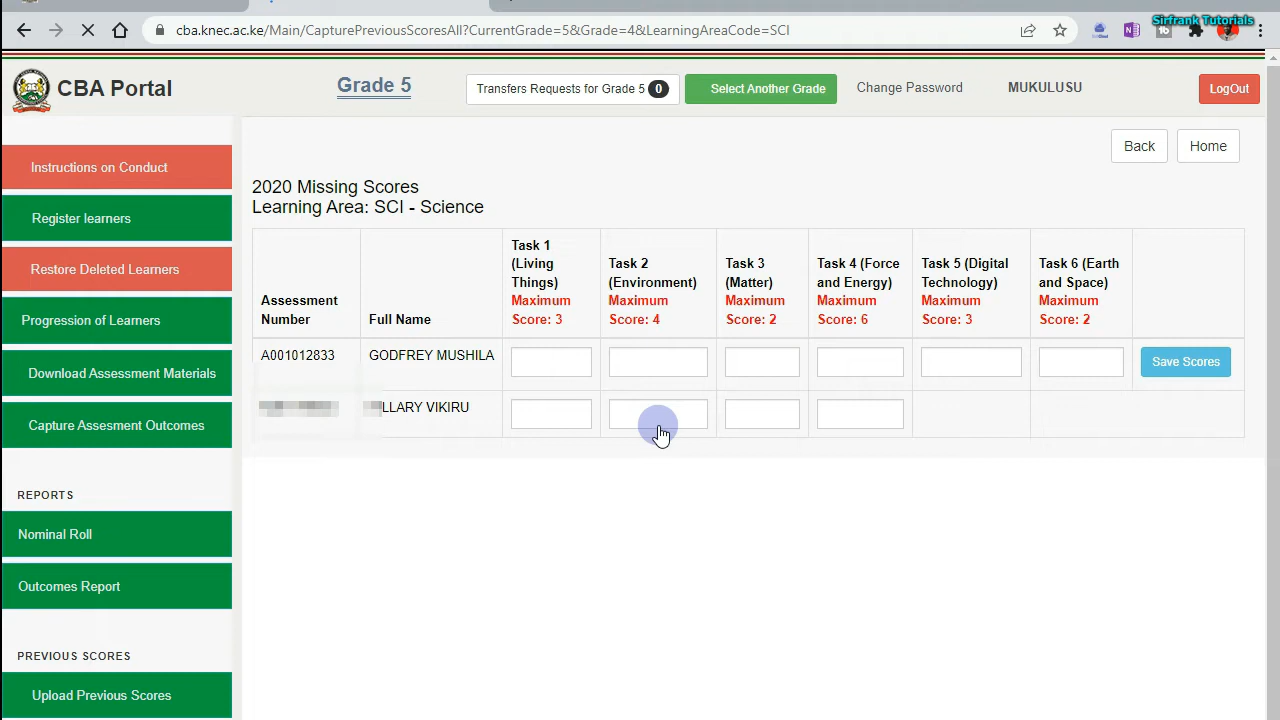 Sirfrank Tutorials
cba.knec.ac.ke/Main/CapturePreviousScoresAll?CurrentGrade=5&Grade=4&LearningAreaCode=SCI
CBA Portal
Grade 5
Transfers Requests for Grade 5 0
Select Another Grade
Change Password
MUKULUSU
LogOut
Instructions on Conduct
Register learners
Restore Deleted Learners
Progression of Learners
Download Assessment Materials
Capture Assesment Outcomes
REPORTS
Nominal Roll
Outcomes Report
PREVIOUS SCORES
Upload Previous Scores
Back
Home
2020 Missing Scores
Learning Area: SCI - Science
Assessment
Number
Full Name
Task 1
(Living
Things)
Maximum
Score: 3
Task 2
(Environment)
Maximum
Score: 4
Task 3
(Matter)
Maximum
Score: 2
Task 4 (Force
and Energy)
Maximum
Score: 6
Task 5 (Digital
Technology)
Maximum
Score: 3
Task 6 (Earth
and Space)
Maximum
Score: 2
A001012833
GODFREY MUSHILA
Save Scores
VIKIRU